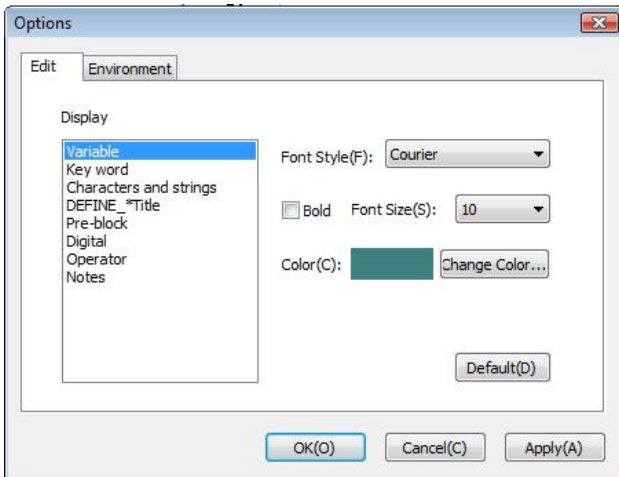 Options
Edit Environment
Display
Variable
Key word
Characters and strings
DEFINE_*Title
Pre-block
Digital
Operator
Notes
Font Style(F): Courier
Bold Font Size(S): 10
Color(C): Change Color...
Default(D)
OK(O) Cancel(C) Apply(A)